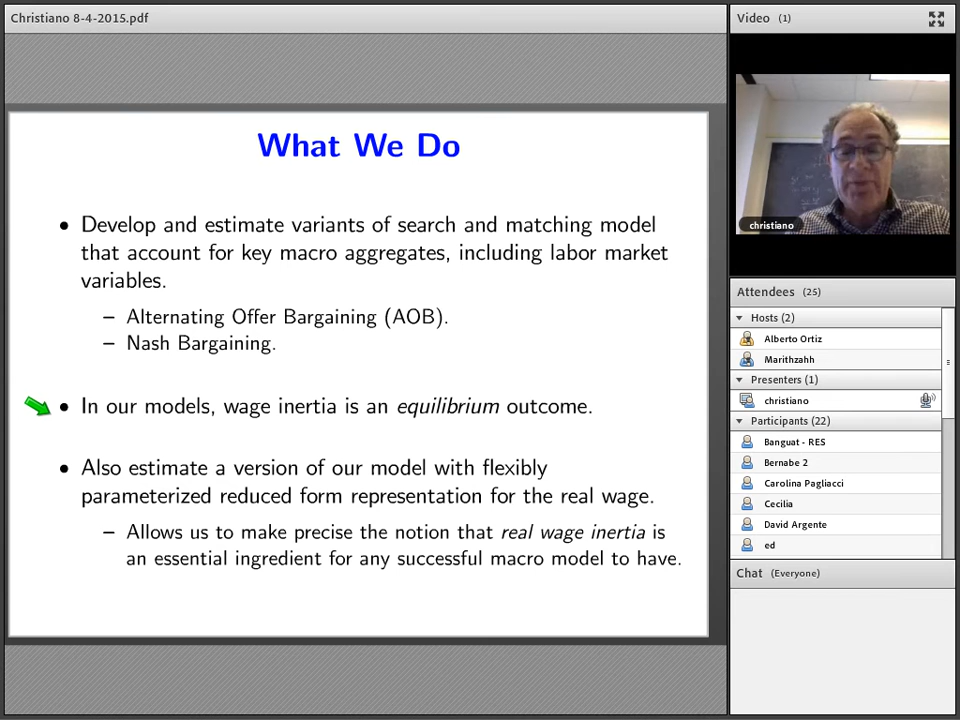 Christiano 8-4-2015.pdf
What We Do
• Develop and estimate variants of search and matching model
that account for key macro aggregates, including labor market
variables.
– Alternating Offer Bargaining (AOB).
– Nash Bargaining.
• In our models, wage inertia is an equilibrium outcome.
• Also estimate a version of our model with flexibly
parameterized reduced form representation for the real wage.
– Allows us to make precise the notion that real wage inertia is
an essential ingredient for any successful macro model to have.
Video (1)
christiano
Attendees (25)
Hosts (2)
Alberto Ortiz
Marithzahh
Presenters (1)
christiano
Participants (22)
Banguat - RES
Bernabe 2
Carolina Pagliacci
Cecilia
David Argente
ed
Chat (Everyone)